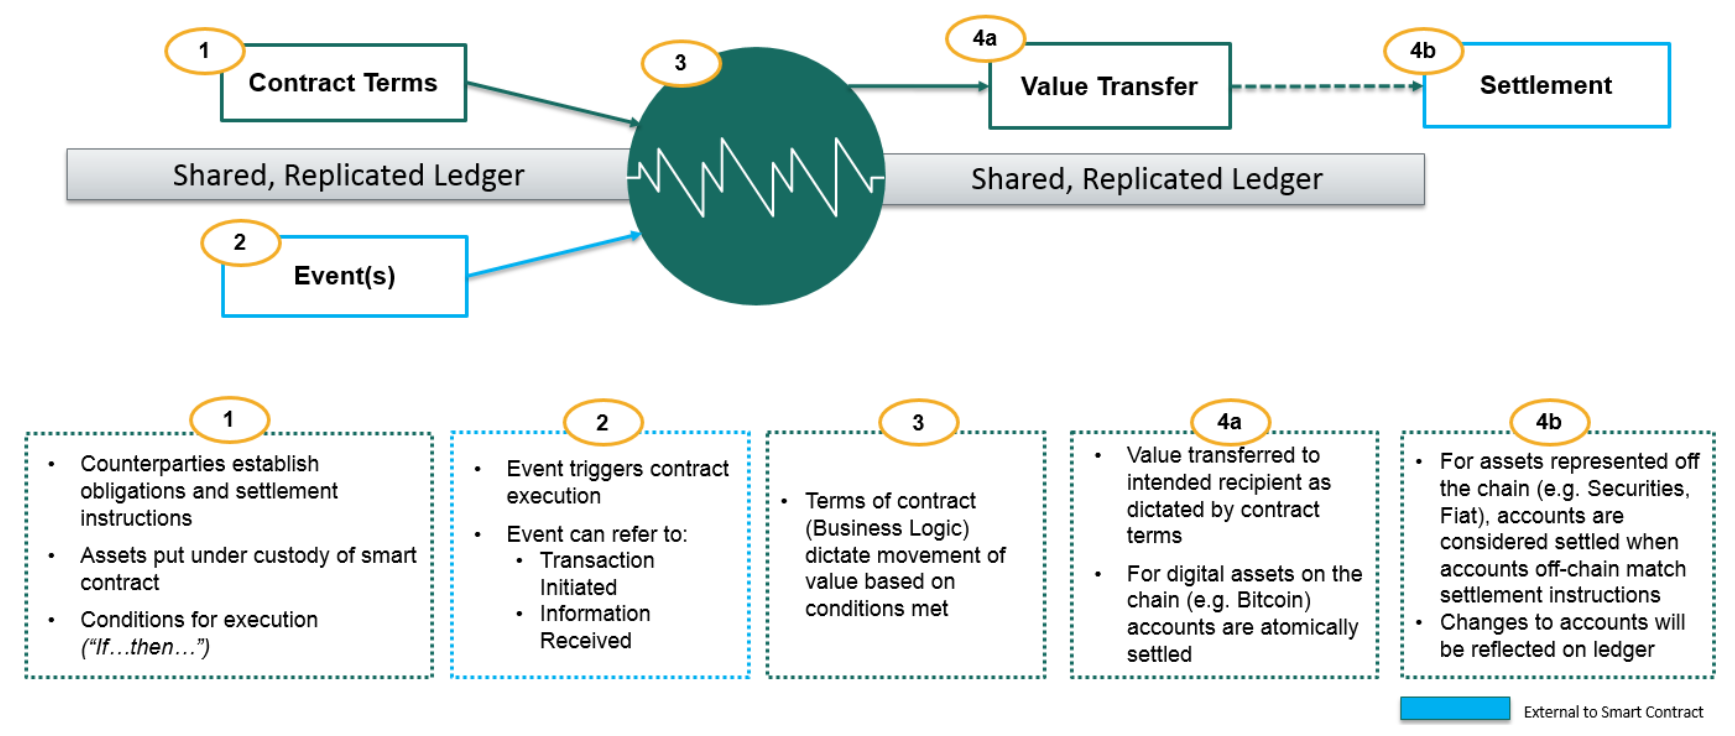 1
Contract Terms
3
4a
Value Transfer
4b
Settlement
Shared, Replicated Ledger
Shared, Replicated Ledger
2
Event(s)
1
• Counterparties establish
obligations and settlement
instructions
• Assets put under custody of smart
contract
• Conditions for execution
(“If…then…”)
2
• Event triggers contract
execution
• Event can refer to:
• Transaction
Initiated
• Information
Received
3
• Terms of contract
(Business Logic)
dictate movement of
value based on
conditions met
4a
• Value transferred to
intended recipient as
dictated by contract
terms
• For digital assets on the
chain (e.g. Bitcoin)
accounts are atomically
settled
4b
• For assets represented off
the chain (e.g. Securities,
Fiat), accounts are
considered settled when
accounts off-chain match
settlement instructions
• Changes to accounts will
be reflected on ledger
External to Smart Contract